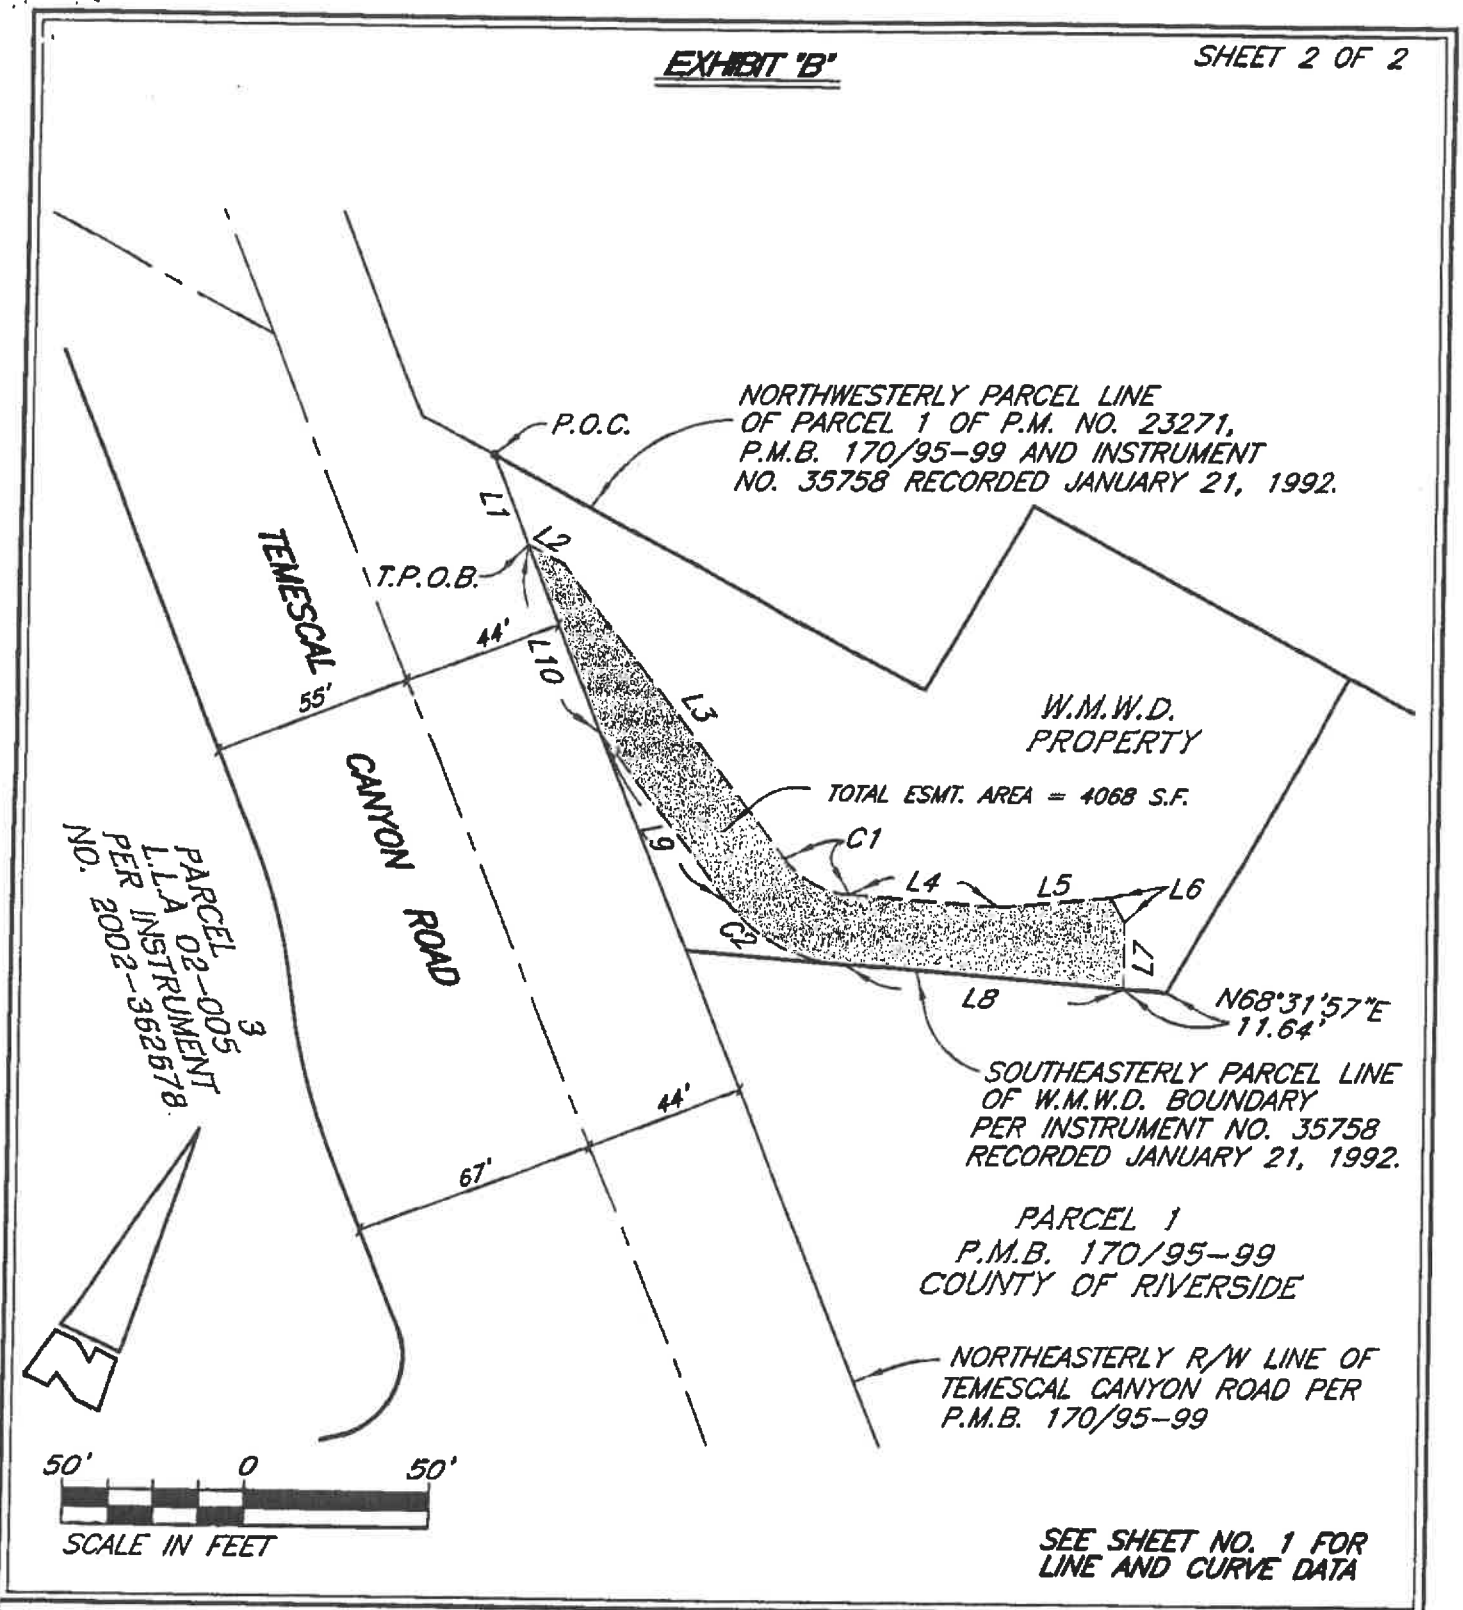 EXHIBIT "B"
SHEET 2 OF 2
NORTHWESTERLY PARCEL LINE
OF PARCEL 1 OF P.M. NO. 23271,
P.M.B. 170/95-99 AND INSTRUMENT
NO. 35758 RECORDED JANUARY 21, 1992.
P.O.C.
L1
L2
T.P.O.B.
TEMESCAL
44'
L10
55'
L3
W.M.W.D.
PROPERTY
CANYON
TOTAL ESMT. AREA = 4068 S.F.
L9
C1
L4
L5
L6
ROAD
C2
L7
L8
N68°31'57"E
11.64'
PARCEL 3
L.L.A 02-005
PER INSTRUMENT
NO. 2002-362678.
SOUTHEASTERLY PARCEL LINE
OF W.M.W.D. BOUNDARY
PER INSTRUMENT NO. 35758
RECORDED JANUARY 21, 1992.
44'
67'
PARCEL 1
P.M.B. 170/95-99
COUNTY OF RIVERSIDE
NORTHEASTERLY R/W LINE OF
TEMESCAL CANYON ROAD PER
P.M.B. 170/95-99
N
50' 0 50'
SCALE IN FEET
SEE SHEET NO. 1 FOR
LINE AND CURVE DATA